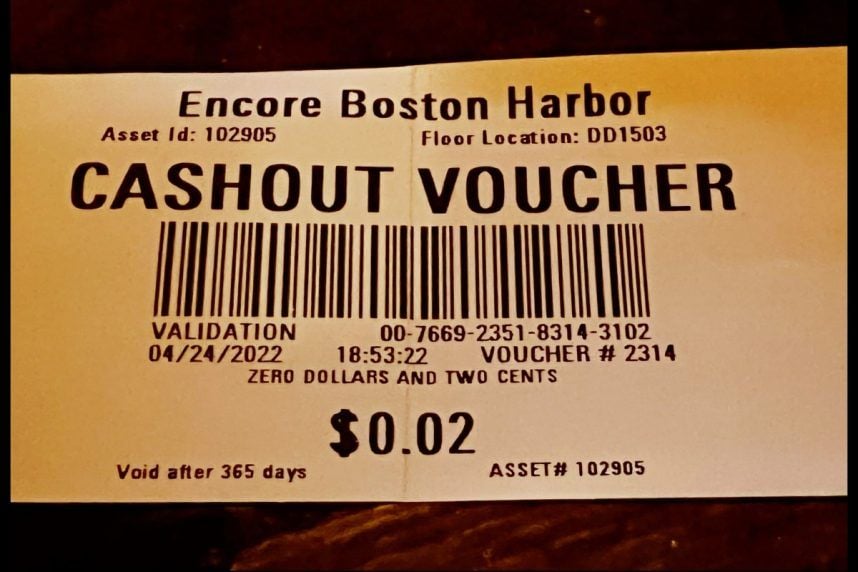 Encore Boston Harbor
Asset Id: 102905 Floor Location: DD1503
CASHOUT VOUCHER
VALIDATION 00-7669-2351-8314-3102
04/24/2022 18:53:22 VOUCHER # 2314
ZERO DOLLARS AND TWO CENTS
$0.02
Void after 365 days ASSET# 102905